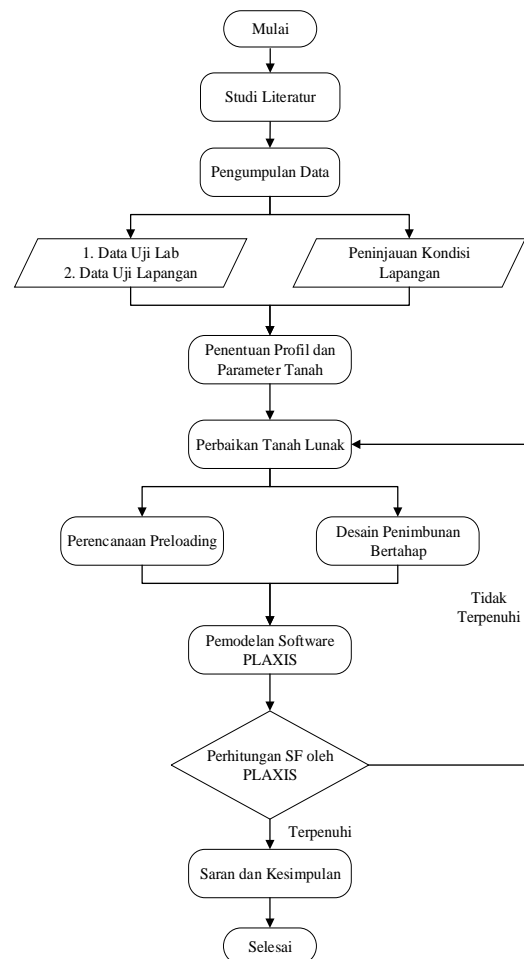 Mulai
Studi Literatur
Pengumpulan Data
1. Data Uji Lab
2. Data Uji Lapangan
Peninjauan Kondisi
Lapangan
Penentuan Profil dan
Parameter Tanah
Perbaikan Tanah Lunak
Perencanaan Preloading
Desain Penimbunan
Bertahap
Tidak
Terpenuhi
Pemodelan Software
PLAXIS
Perhitungan SF oleh
PLAXIS
Terpenuhi
Saran dan Kesimpulan
Selesai